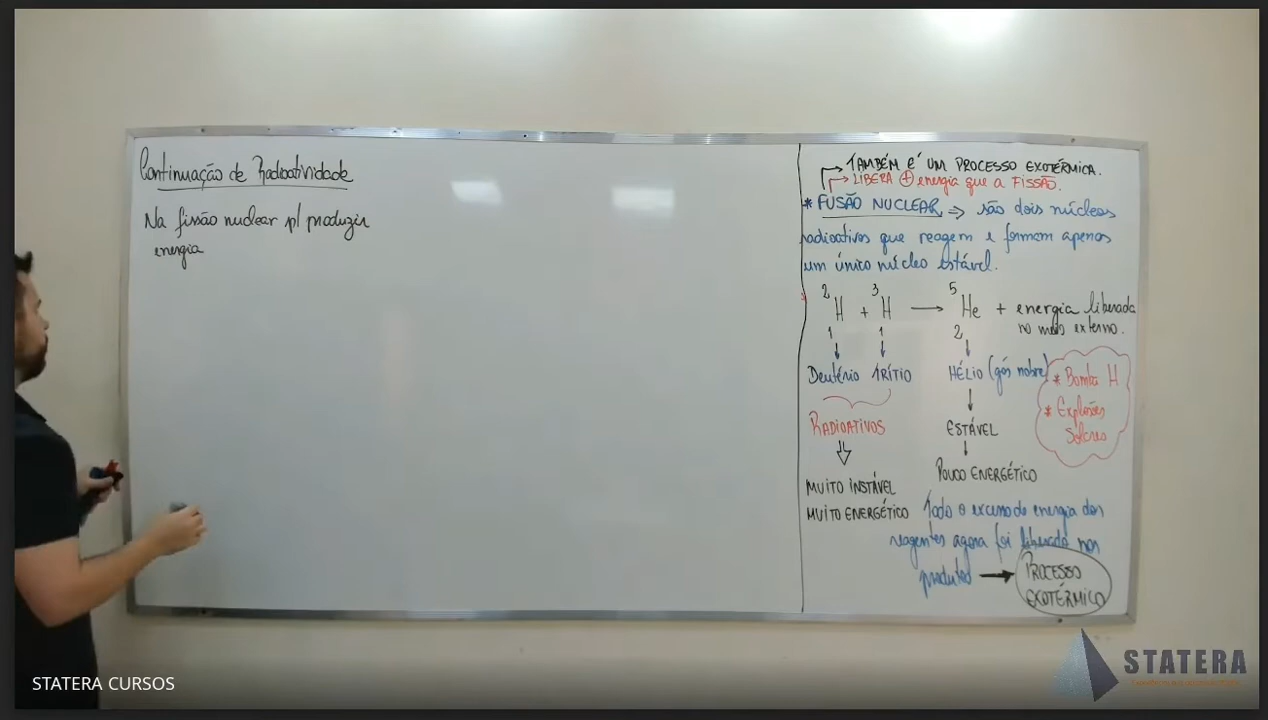 Continuação de Radioatividade
Na fissão nuclear p/ produzir
energia
TAMBÉM É UM PROCESSO EXOTÉRMICA.
LIBERA + energia que a FISSÃO.
* FUSÃO NUCLEAR ⇒ são dois núcleos
radioativos que reagem e formam apenas
um único núcleo estável.
2 3 5
H + H → He + energia liberada
no meio externo.
1 1 2
Deutério TRÍTIO HÉLIO (gás nobre)
* Bomba H
* Explosões
Solares
RADIOATIVOS ESTÁVEL
POUCO ENERGÉTICO
MUITO INSTÁVEL
MUITO ENERGÉTICO
Todo o excesso de energia dos
reagentes agora foi liberado nos
produtos → PROCESSO
EXOTÉRMICO
STATERA
STATERA CURSOS